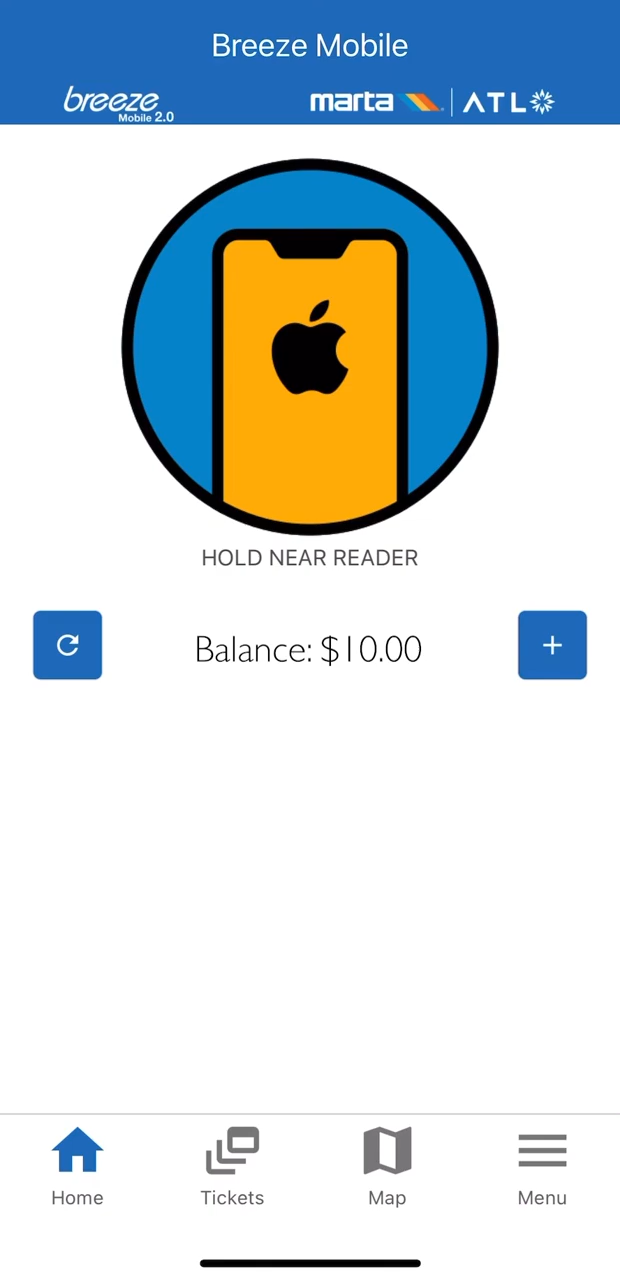 Breeze Mobile
breeze
Mobile 2.0
marta
ATL
HOLD NEAR READER
Balance: $10.00
Home
Tickets
Map
Menu